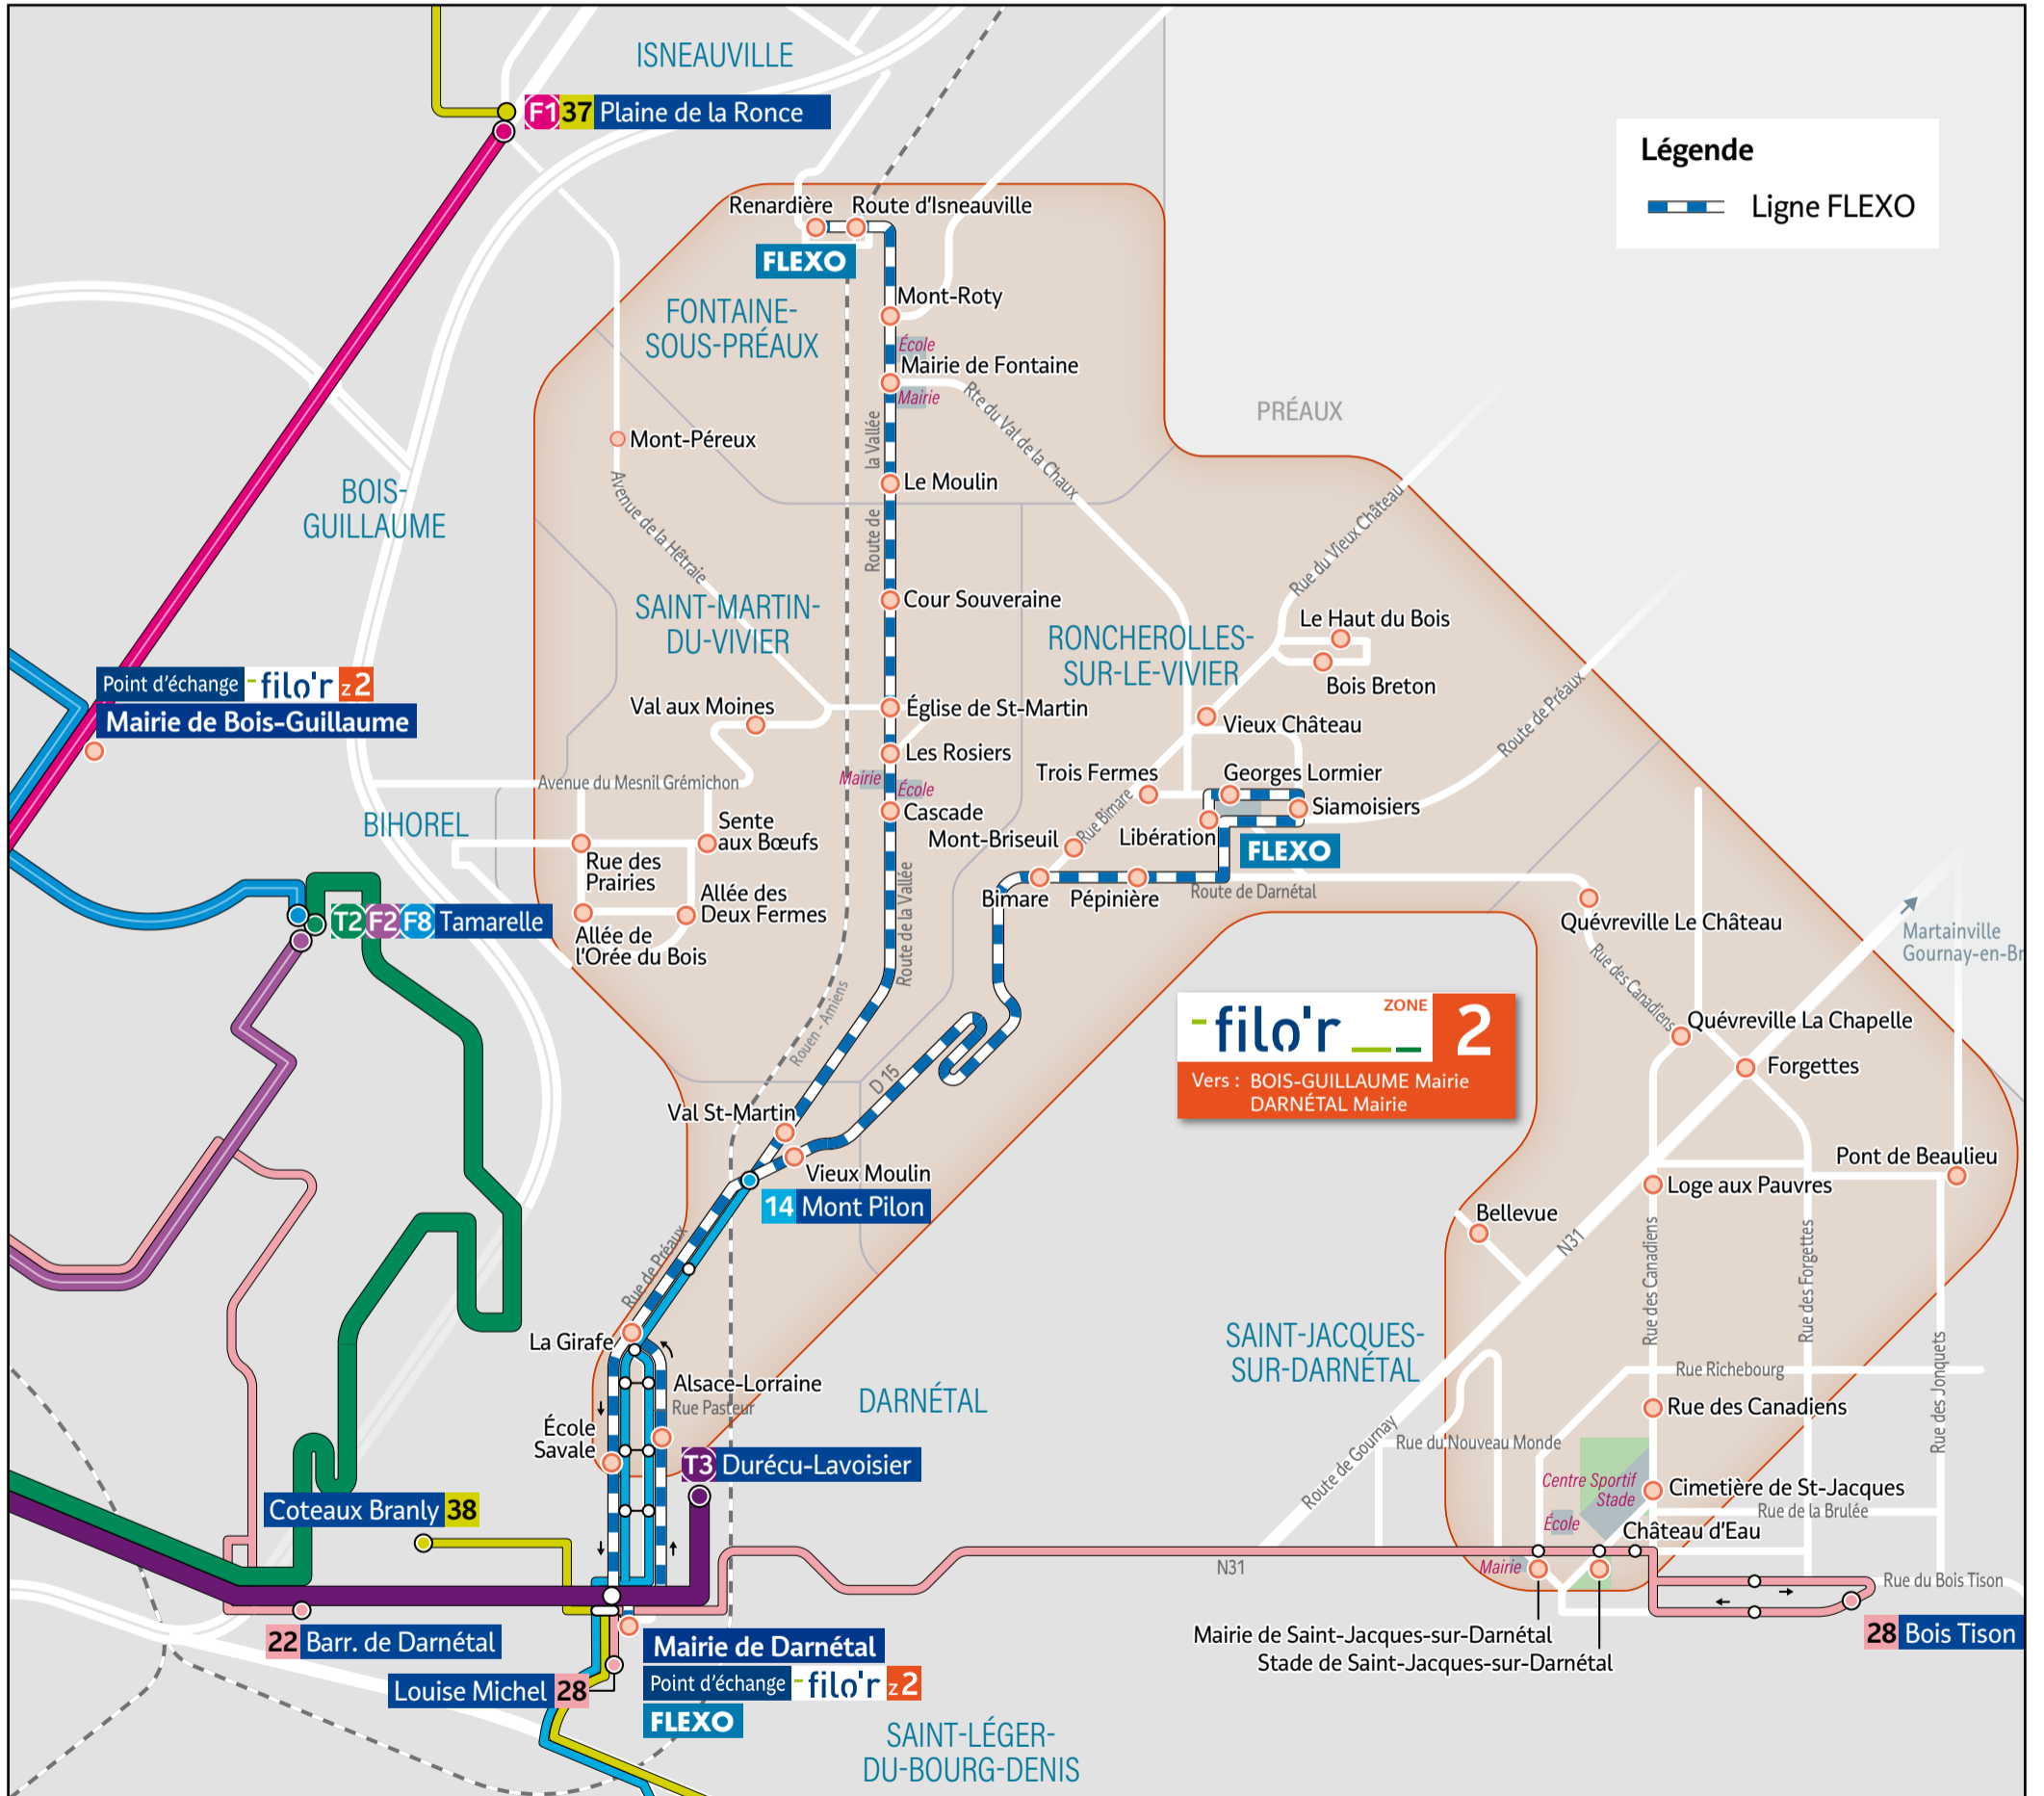 ISNEAUVILLE
F1 37 Plaine de la Ronce
Légende
Ligne FLEXO
Renardière
Route d'Isneauville
FLEXO
Mont-Roty
FONTAINE-
SOUS-PRÉAUX
École
Mairie de Fontaine
Mairie
Rte du Val de la Chaux
PRÉAUX
Mont-Péreux
la Vallée
Route de
Le Moulin
BOIS-
GUILLAUME
Avenue de la Hêtraie
Rue du Vieux Château
SAINT-MARTIN-
DU-VIVIER
Cour Souveraine
RONCHEROLLES-
SUR-LE-VIVIER
Le Haut du Bois
Bois Breton
Point d'échange filo'r z2
Mairie de Bois-Guillaume
Val aux Moines
Église de St-Martin
Vieux Château
Route de Préaux
Les Rosiers
Avenue du Mesnil Grémichon
Mairie
École
Trois Fermes
Georges Lormier
Siamoisiers
Cascade
Rue Bimare
BIHOREL
Sente
aux Bœufs
Mont-Briseuil
Libération
FLEXO
Rue des
Prairies
Allée des
Deux Fermes
Bimare
Pépinière
Route de Darnétal
Quévreville Le Château
T2 F2 F8 Tamarelle
Allée de
l'Orée du Bois
Route de la Vallée
Rue des Canadiens
Martainville
Gournay-en-Br
Rouen - Amiens
filo'r ZONE 2
Vers : BOIS-GUILLAUME Mairie
DARNÉTAL Mairie
Quévreville La Chapelle
Forgettes
D 15
Val St-Martin
Vieux Moulin
14 Mont Pilon
Pont de Beaulieu
Loge aux Pauvres
Bellevue
N31
Rue de Préaux
Rue des Canadiens
Rue des Forgettes
Rue des Jonquets
La Girafe
SAINT-JACQUES-
SUR-DARNÉTAL
Rue Richebourg
Alsace-Lorraine
Rue Pasteur
DARNÉTAL
Rue des Canadiens
École
Savale
Route de Gournay
Rue du Nouveau Monde
T3 Durécu-Lavoisier
Centre Sportif
Stade
Cimetière de St-Jacques
Rue de la Brulée
Coteaux Branly 38
École
Château d'Eau
N31
Mairie
Rue du Bois Tison
22 Barr. de Darnétal
Mairie de Darnétal
Point d'échange filo'r z2
FLEXO
Mairie de Saint-Jacques-sur-Darnétal
Stade de Saint-Jacques-sur-Darnétal
28 Bois Tison
Louise Michel 28
SAINT-LÉGER-
DU-BOURG-DENIS